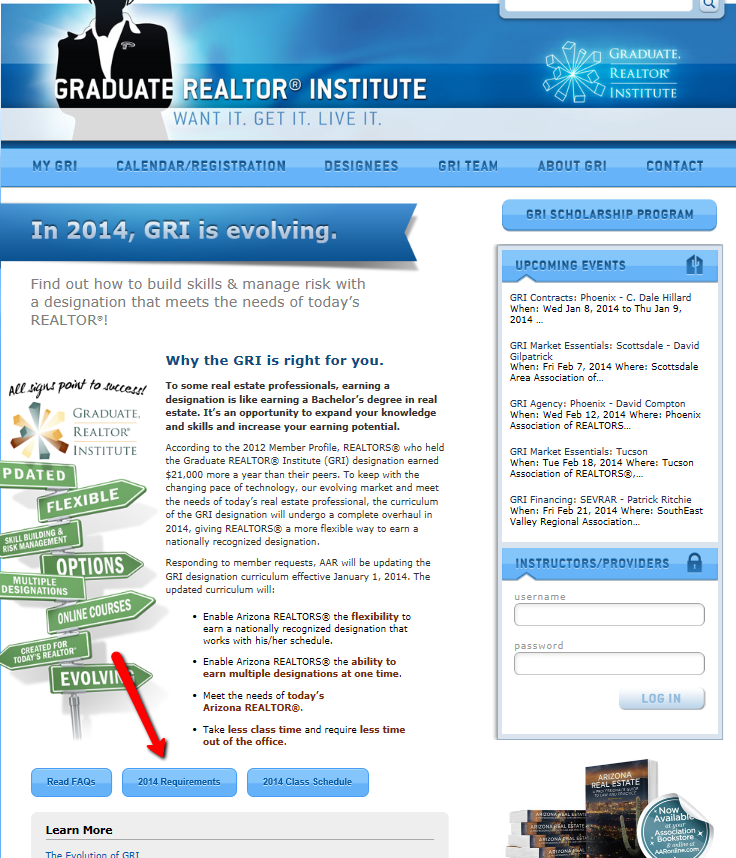 GRADUATE REALTOR® INSTITUTE
WANT IT. GET IT. LIVE IT.
GRADUATE,
REALTOR®
INSTITUTE
MY GRI
CALENDAR/REGISTRATION
DESIGNEES
GRI TEAM
ABOUT GRI
CONTACT
In 2014, GRI is evolving.
Find out how to build skills & manage risk with
a designation that meets the needs of today's
REALTOR®!
All signs point to success!
GRADUATE,
REALTOR®
INSTITUTE
PDATED
FLEXIBLE
SKILL BUILDING &
RISK MANAGEMENT
OPTIONS
MULTIPLE
DESIGNATIONS
ONLINE COURSES
CREATED FOR
TODAY'S REALTOR®
EVOLVING
Why the GRI is right for you.
To some real estate professionals, earning a
designation is like earning a Bachelor's degree in real
estate. It's an opportunity to expand your knowledge
and skills and increase your earning potential.
According to the 2012 Member Profile, REALTORS® who held
the Graduate REALTOR® Institute (GRI) designation earned
$21,000 more a year than their peers. To keep with the
changing pace of technology, our evolving market and meet
the needs of today's real estate professional, the curriculum
of the GRI designation will undergo a complete overhaul in
2014, giving REALTORS® a more flexible way to earn a
nationally recognized designation.
Responding to member requests, AAR will be updating the
GRI designation curriculum effective January 1, 2014. The
updated curriculum will:
• Enable Arizona REALTORS® the flexibility to
earn a nationally recognized designation that
works with his/her schedule.
• Enable Arizona REALTORS® the ability to
earn multiple designations at one time.
• Meet the needs of today's
Arizona REALTOR®.
• Take less class time and require less time
out of the office.
Read FAQs
2014 Requirements
2014 Class Schedule
Learn More
The Evolution of GRI
GRI SCHOLARSHIP PROGRAM
UPCOMING EVENTS
GRI Contracts: Phoenix - C. Dale Hillard
When: Wed Jan 8, 2014 to Thu Jan 9,
2014 ...
GRI Market Essentials: Scottsdale - David
Gilpatrick
When: Fri Feb 7, 2014 Where: Scottsdale
Area Association of...
GRI Agency: Phoenix - David Compton
When: Wed Feb 12, 2014 Where: Phoenix
Association of REALTORS...
GRI Market Essentials: Tucson
When: Tue Feb 18, 2014 Where: Tucson
Association of REALTORS®,...
GRI Financing: SEVRAR - Patrick Ritchie
When: Fri Feb 21, 2014 Where: SouthEast
Valley Regional Association...
INSTRUCTORS/PROVIDERS
username
password
LOG IN
ARIZONA
REAL ESTATE
A PROFESSIONAL'S GUIDE
TO LAW AND PRACTICE
ARIZONA REAL ESTATE
ARIZONA REAL ESTATE
ARIZONA REAL ESTATE
Now
Available
at your
Association
Bookstore
& online at
AARonline.com